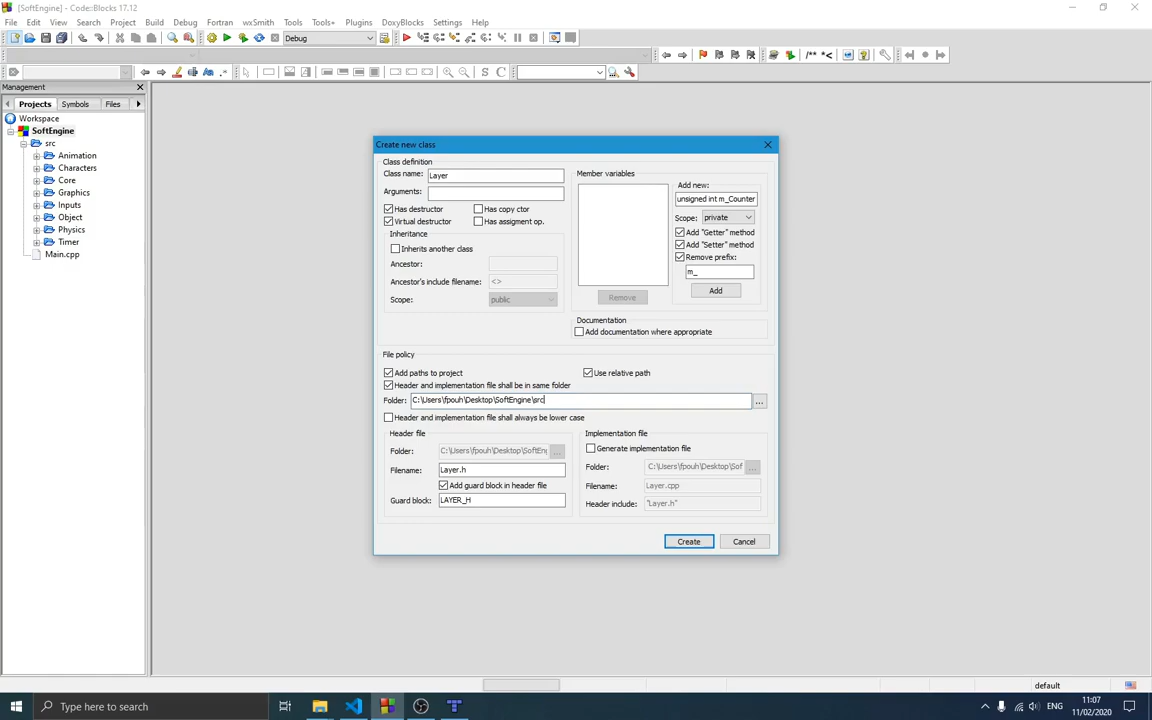 [SoftEngine] - Code::Blocks 17.12
File Edit View Search Project Build Debug Fortran wxSmith Tools Tools+ Plugins DoxyBlocks Settings Help
Debug
/** *<
S C
Management
Projects Symbols Files
Workspace
SoftEngine
src
Animation
Characters
Core
Graphics
Inputs
Object
Physics
Timer
Main.cpp
Create new class
Class definition
Class name: Layer
Arguments:
Has destructor Has copy ctor
Virtual destructor Has assigment op.
Inheritance
Inherits another class
Ancestor:
Ancestor's include filename: <>
Scope: public
Member variables
Add new:
unsigned int m_Counter
Scope: private
Add "Getter" method
Add "Setter" method
Remove prefix:
m_
Remove Add
Documentation
Add documentation where appropriate
File policy
Add paths to project Use relative path
Header and implementation file shall be in same folder
Folder: C:\Users\fpouh\Desktop\SoftEngine\src ...
Header and implementation file shall always be lower case
Header file
Folder: C:\Users\fpouh\Desktop\SoftEn ...
Filename: Layer.h
Add guard block in header file
Guard block: LAYER_H
Implementation file
Generate implementation file
Folder: C:\Users\fpouh\Desktop\Sof ...
Filename: Layer.cpp
Header include: "Layer.h"
Create Cancel
default
Type here to search
ENG
11:07
11/02/2020